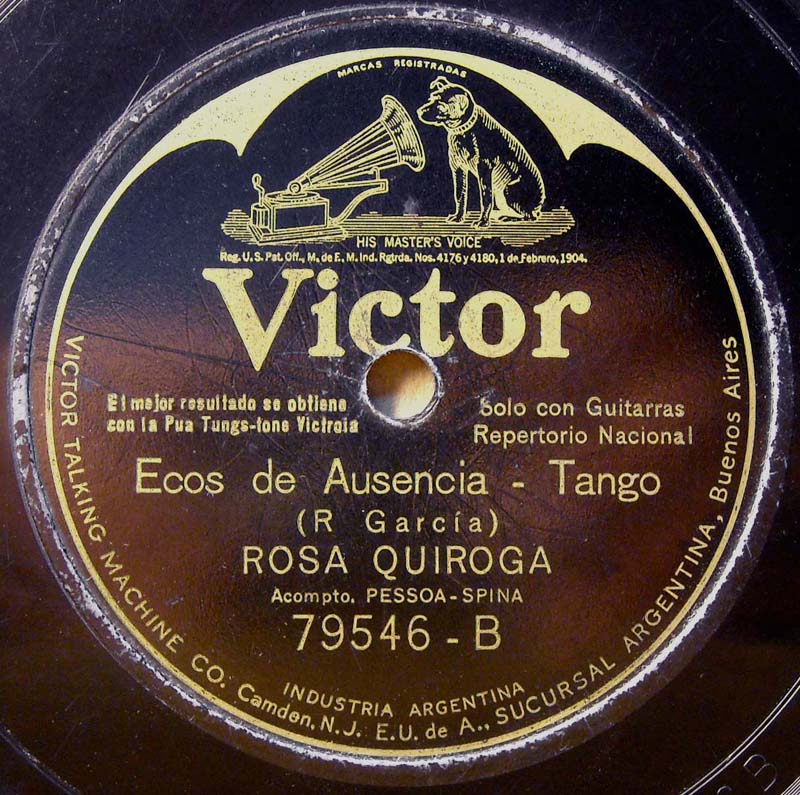 MARCAS REGISTRADAS
HIS MASTER'S VOICE
Reg. U.S. Pat. Off., M. de F., M. Ind. Rgtrda. Nos. 4176 y 4180, 1 de Febrero, 1904.
Victor
El mejor resultado se obtiene
con la Pua Tungs-tone Victrola
Solo con Guitarras
Repertorio Nacional
Ecos de Ausencia - Tango
(R García)
ROSA QUIROGA
Acompto. PESSOA-SPINA
79546 - B
INDUSTRIA ARGENTINA
VICTOR TALKING MACHINE CO. Camden, N.J. E.U. de A., SUCURSAL ARGENTINA, Buenos Aires
B